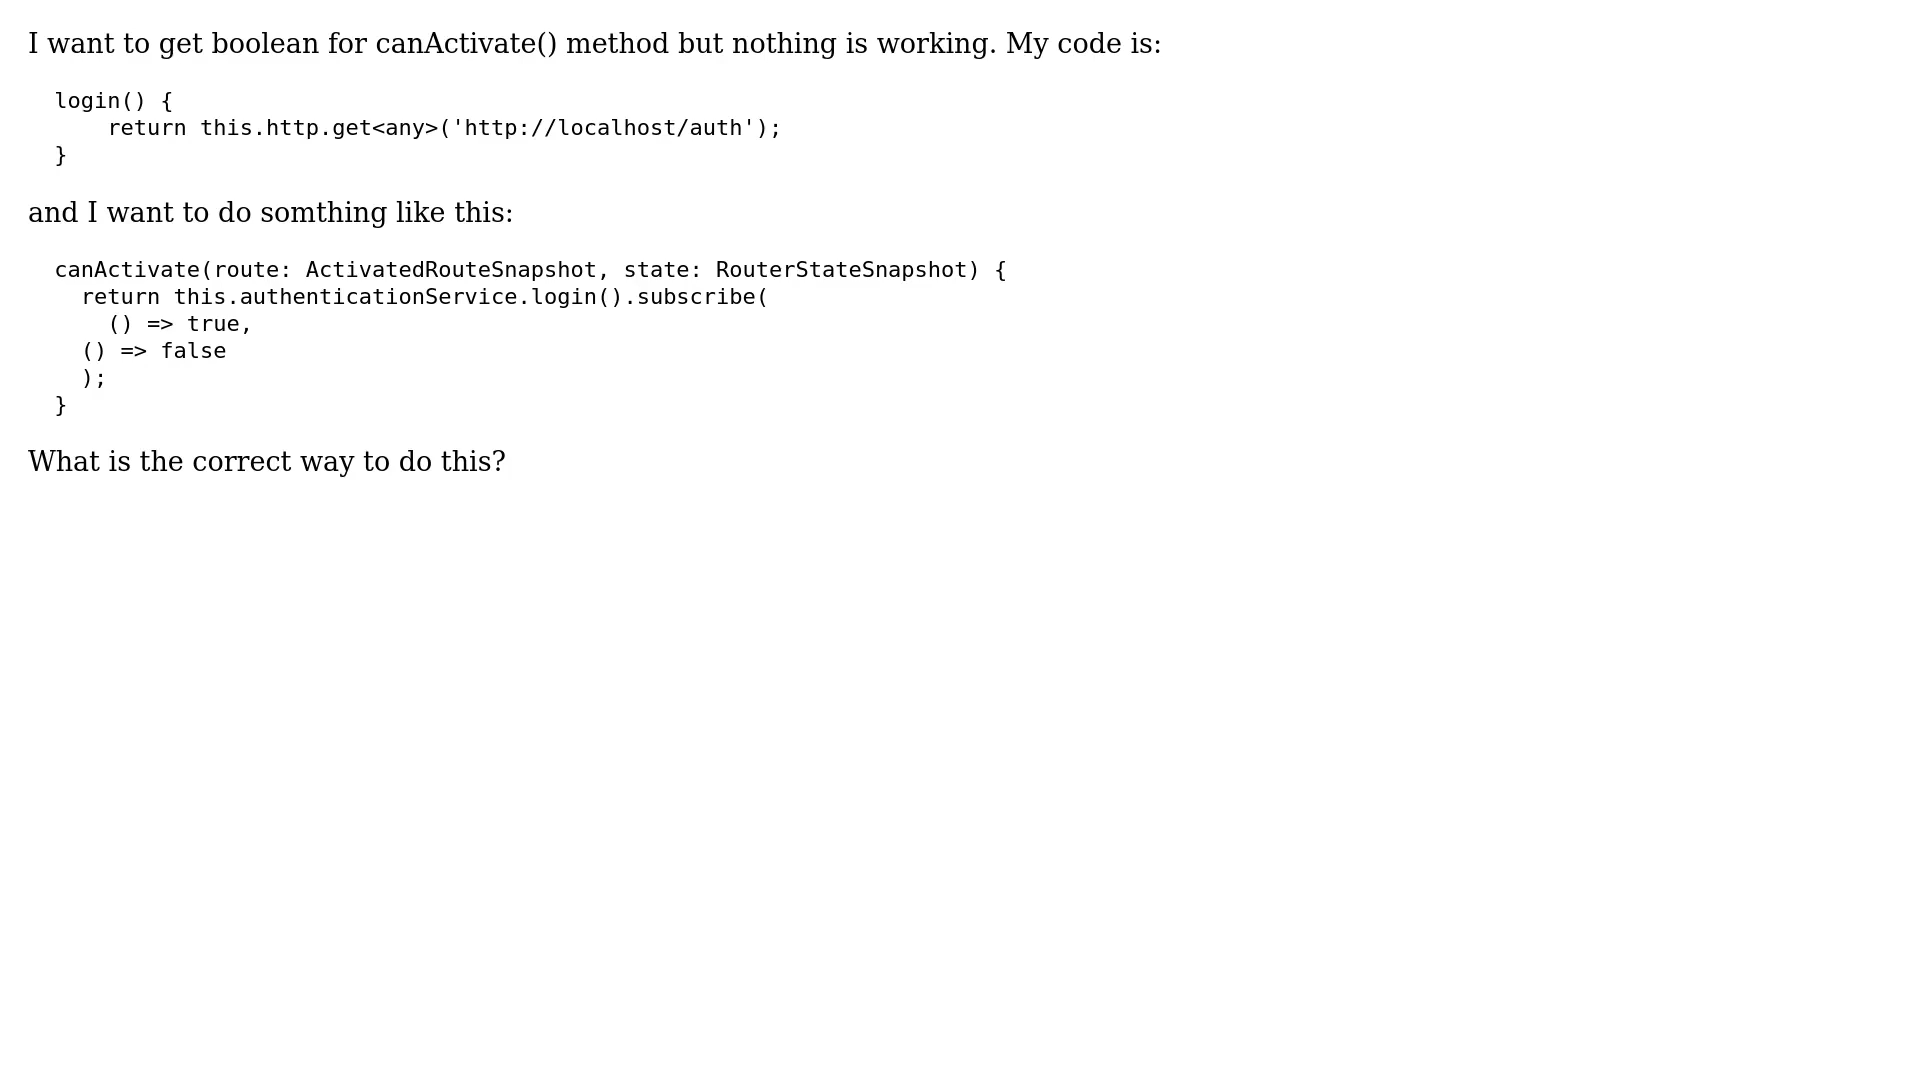 I want to get boolean for canActivate() method but nothing is working. My code is:
login() {
return this.http.get<any>('http://localhost/auth');
}
and I want to do somthing like this:
canActivate(route: ActivatedRouteSnapshot, state: RouterStateSnapshot) {
return this.authenticationService.login().subscribe(
() => true,
() => false
);
}
What is the correct way to do this?